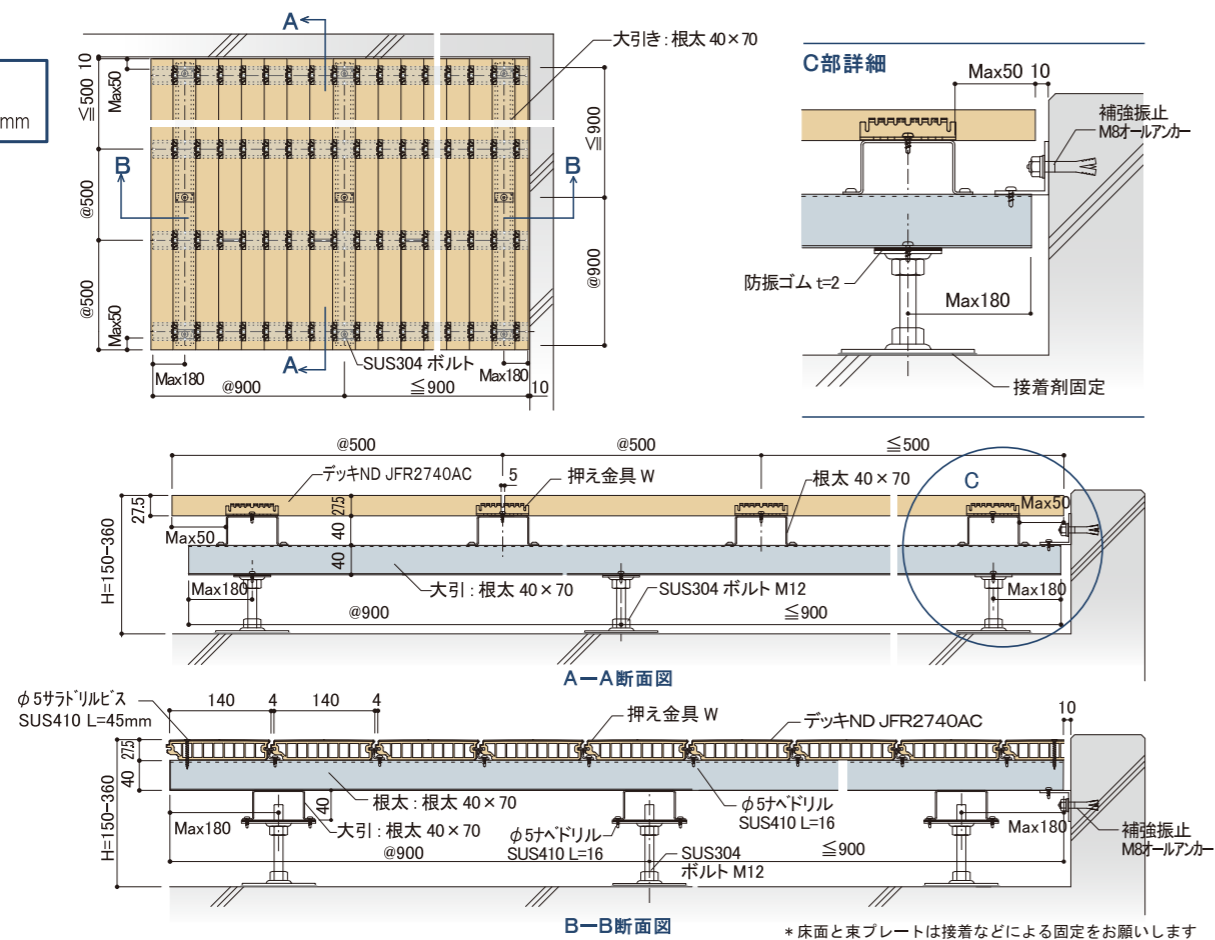 mm
A
大引き：根太 40×70
10
≦500
Max50
@500
@500
Max50
B
B
≦900
@900
A
SUS304 ボルト
Max180
Max180
@900
≦900
10
C部詳細
Max50
10
補強振止
M8オールアンカー
防振ゴム t=2
Max180
接着剤固定
@500
@500
≦500
デッキND JFR2740AC
5
押え金具 W
根太 40×70
C
27.5
27.5
Max50
Max50
40
40
H=150-360
Max180
大引：根太 40×70
SUS304 ボルト M12
Max180
@900
≦900
A－A断面図
φ5サラドリルビス
SUS410 L=45mm
140
4
140
4
押え金具 W
デッキND JFR2740AC
10
27.5
40
H=150-360
根太：根太 40×70
40
Max180
大引：根太 40×70
φ5ナベドリル
SUS410 L=16
φ5ナベドリル
SUS410 L=16
Max180
補強振止
M8オールアンカー
@900
SUS304
ボルト M12
≦900
B－B断面図
＊床面と束プレートは接着などによる固定をお願いします